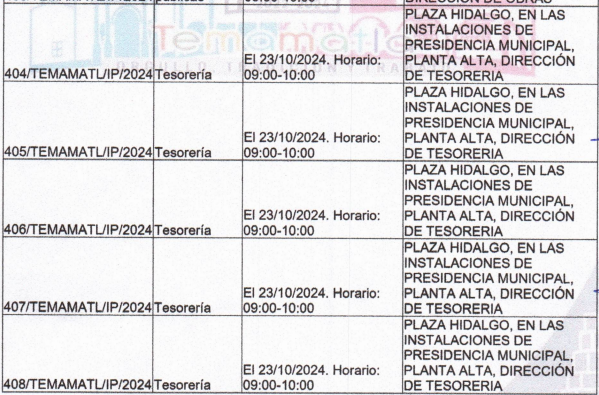 DIRECCIÓN DE OBRAS
PLAZA HIDALGO, EN LAS
INSTALACIONES DE
PRESIDENCIA MUNICIPAL,
El 23/10/2024. Horario: PLANTA ALTA, DIRECCIÓN
404/TEMAMATL/IP/2024 Tesorería 09:00-10:00 DE TESORERIA
PLAZA HIDALGO, EN LAS
INSTALACIONES DE
PRESIDENCIA MUNICIPAL,
El 23/10/2024. Horario: PLANTA ALTA, DIRECCIÓN
405/TEMAMATL/IP/2024 Tesorería 09:00-10:00 DE TESORERIA
PLAZA HIDALGO, EN LAS
INSTALACIONES DE
PRESIDENCIA MUNICIPAL,
El 23/10/2024. Horario: PLANTA ALTA, DIRECCIÓN
406/TEMAMATL/IP/2024 Tesorería 09:00-10:00 DE TESORERIA
PLAZA HIDALGO, EN LAS
INSTALACIONES DE
PRESIDENCIA MUNICIPAL,
El 23/10/2024. Horario: PLANTA ALTA, DIRECCIÓN
407/TEMAMATL/IP/2024 Tesorería 09:00-10:00 DE TESORERIA
PLAZA HIDALGO, EN LAS
INSTALACIONES DE
PRESIDENCIA MUNICIPAL,
El 23/10/2024. Horario: PLANTA ALTA, DIRECCIÓN
408/TEMAMATL/IP/2024 Tesorería 09:00-10:00 DE TESORERIA